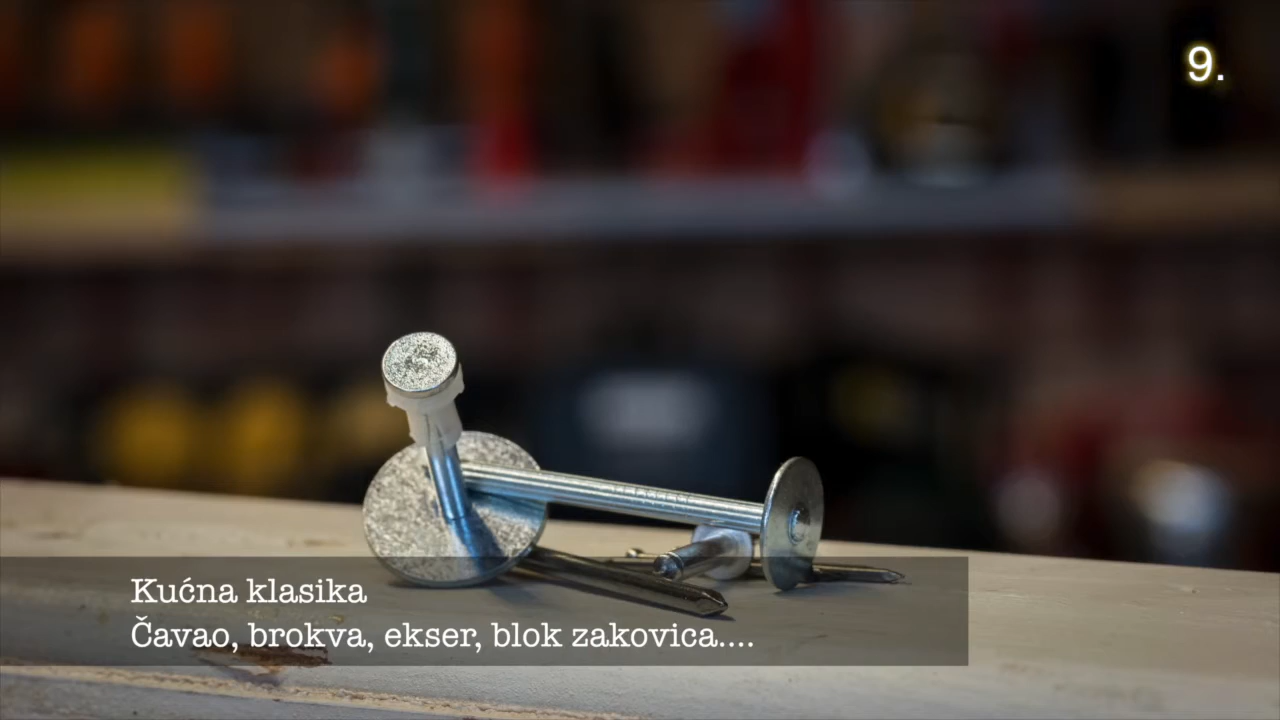 9.
Kućna klasika
Čavao, brokva, ekser, blok zakovica....